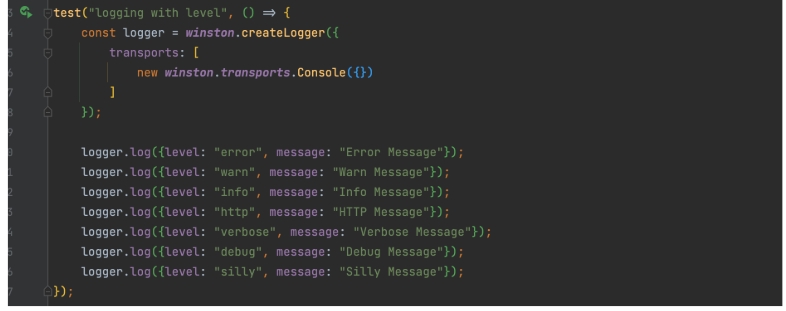 3 test("logging with level", () => {
4 const logger = winston.createLogger({
5 transports: [
6 new winston.transports.Console({})
7 ]
8 });
9
0 logger.log({level: "error", message: "Error Message"});
1 logger.log({level: "warn", message: "Warn Message"});
2 logger.log({level: "info", message: "Info Message"});
3 logger.log({level: "http", message: "HTTP Message"});
4 logger.log({level: "verbose", message: "Verbose Message"});
5 logger.log({level: "debug", message: "Debug Message"});
6 logger.log({level: "silly", message: "Silly Message"});
7 });